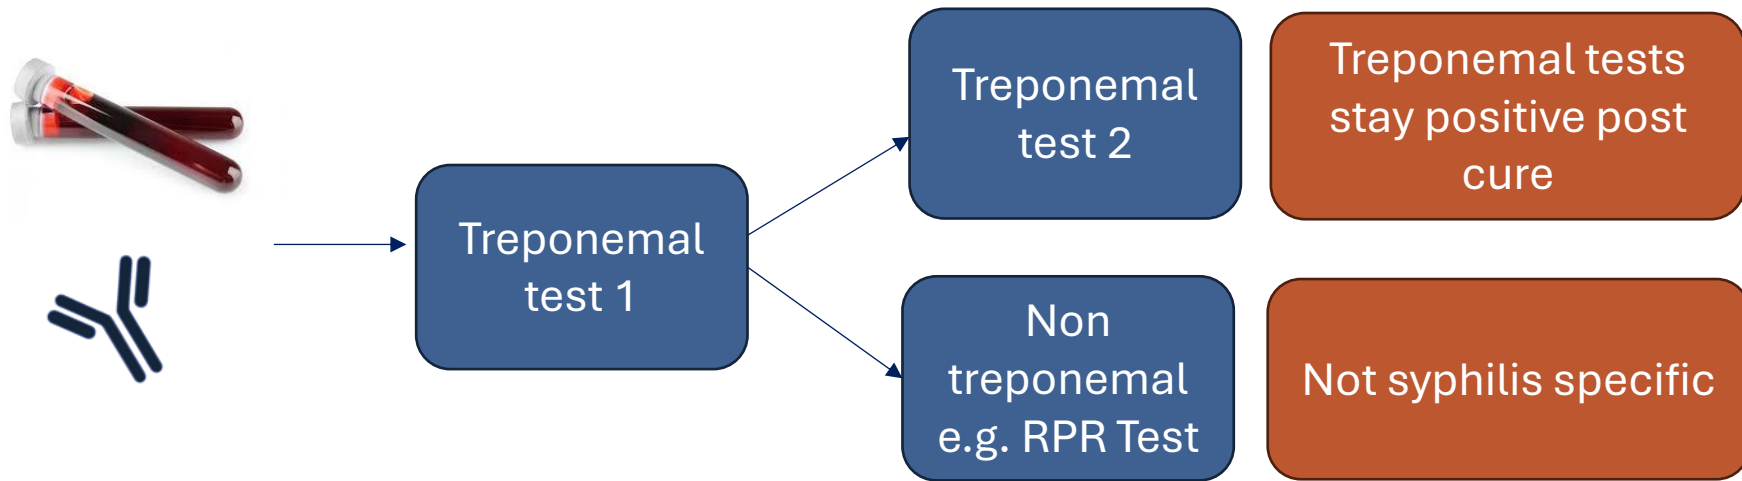 Treponemal
test 1
Treponemal
test 2
Treponemal tests
stay positive post
cure
Non
treponemal
e.g. RPR Test
Not syphilis specific